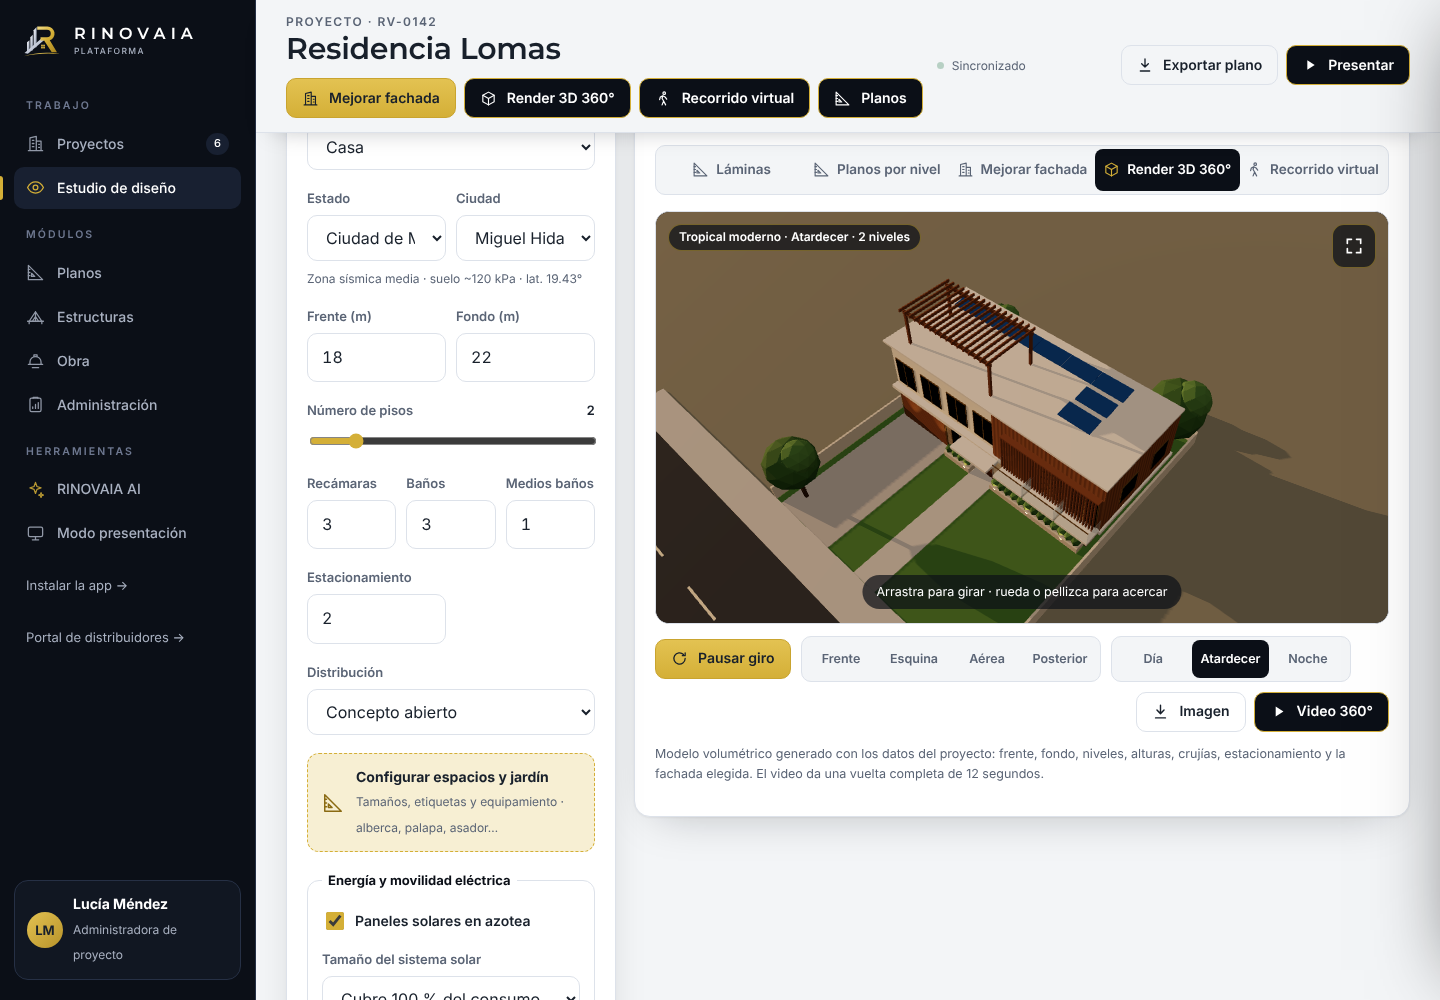 RINOVAIA
PLATAFORMA
TRABAJO
Proyectos
6
Estudio de diseño
MÓDULOS
Planos
Estructuras
Obra
Administración
HERRAMIENTAS
RINOVAIA AI
Modo presentación
Instalar la app →
Portal de distribuidores →
LM
Lucía Méndez
Administradora de
proyecto
PROYECTO · RV-0142
Residencia Lomas
Mejorar fachada
Render 3D 360°
Recorrido virtual
Planos
Sincronizado
Exportar plano
Presentar
Casa
Estado
Ciudad
Ciudad de M
Miguel Hida
Zona sísmica media · suelo ~120 kPa · lat. 19.43°
Frente (m)
Fondo (m)
18
22
Número de pisos
2
Recámaras
Baños
Medios baños
3
3
1
Estacionamiento
2
Distribución
Concepto abierto
Configurar espacios y jardín
Tamaños, etiquetas y equipamiento ·
alberca, palapa, asador…
Energía y movilidad eléctrica
Paneles solares en azotea
Tamaño del sistema solar
Cubre 100 % del consumo
Láminas
Planos por nivel
Mejorar fachada
Render 3D 360°
Recorrido virtual
Tropical moderno · Atardecer · 2 niveles
Arrastra para girar · rueda o pellizca para acercar
Pausar giro
Frente
Esquina
Aérea
Posterior
Día
Atardecer
Noche
Imagen
Video 360°
Modelo volumétrico generado con los datos del proyecto: frente, fondo, niveles, alturas, crujías, estacionamiento y la
fachada elegida. El video da una vuelta completa de 12 segundos.